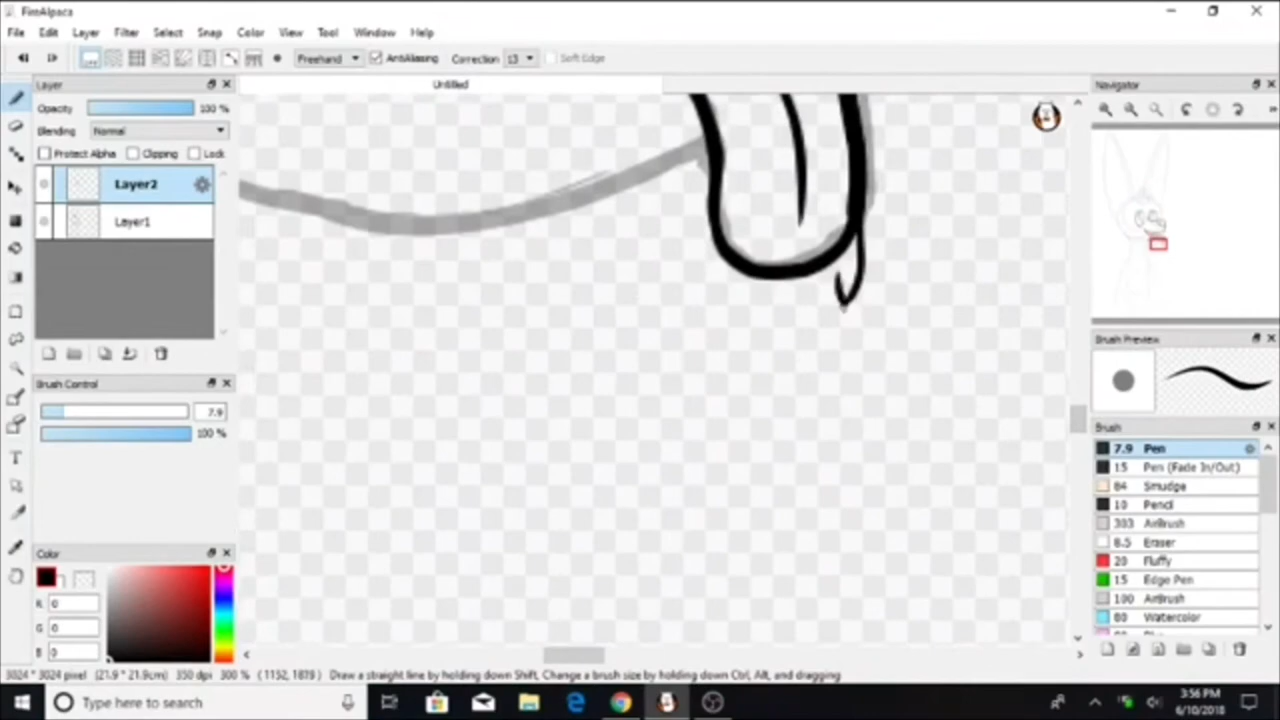 FireAlpaca
File Edit Layer Filter Select Snap Color View Tool Window Help
Freehand AntiAliasing Correction 13 Soft Edge
Layer
Untitled
Navigator
Opacity 100 %
Blending Normal
Protect Alpha Clipping Lock
Layer2
Layer1
Brush Control
7.9
100 %
Brush Preview
Brush
7.9 Pen
15 Pen (Fade In/Out)
84 Smudge
10 Pencil
303 AirBrush
8.5 Eraser
20 Fluffy
15 Edge Pen
100 AirBrush
80 Watercolor
Color
R 0
G 0
B 0
3024 * 3024 pixel (21.9 * 21.9cm) 350 dpi 300 % ( 1152, 1879 ) Draw a straight line by holding down Shift, Change a brush size by holding down Ctrl, Alt, and dragging
Type here to search
3:56 PM
6/10/2018